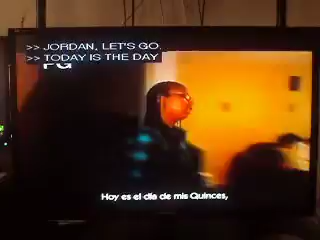 >> JORDAN, LET'S GO.
>> TODAY IS THE DAY
PG
Hoy es el día de mis Quinces,